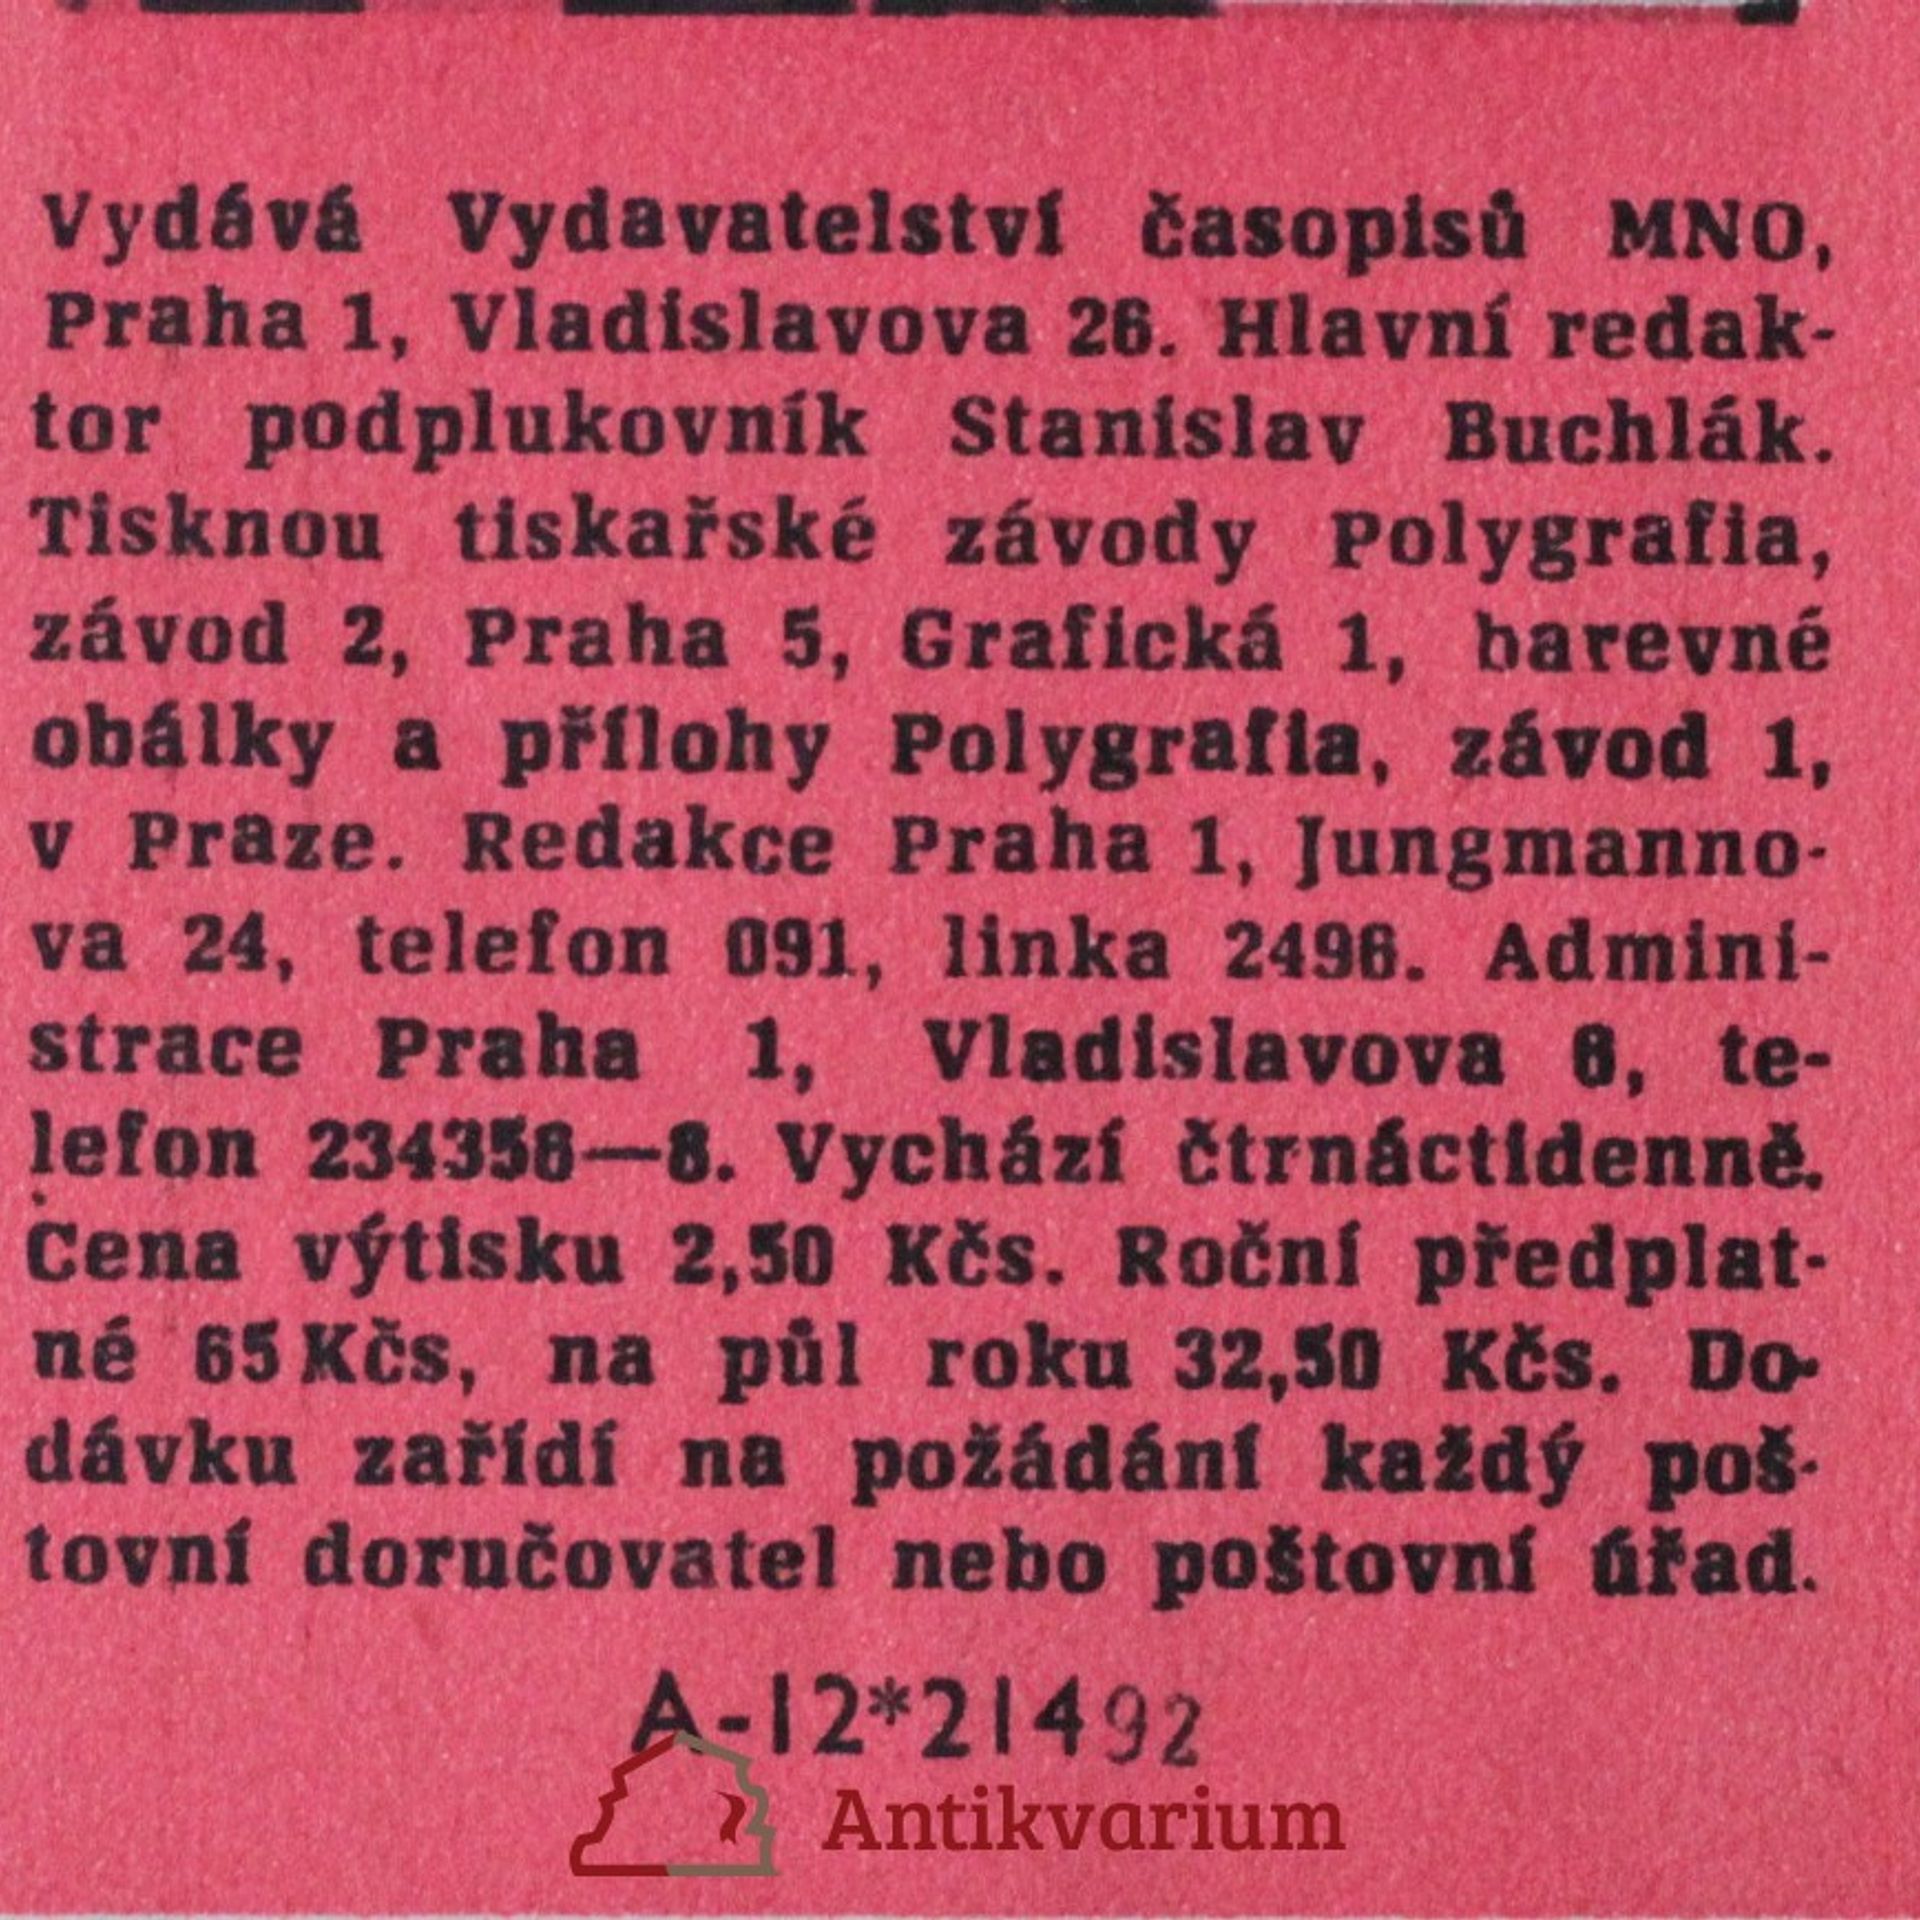 Vydává Vydavatelství časopisů MNO,
Praha 1, Vladislavova 26. Hlavní redak-
tor podplukovník Stanislav Buchlák.
Tisknou tiskařské závody Polygrafia,
závod 2, Praha 5, Grafická 1, barevné
obálky a přílohy Polygrafia, závod 1,
v Praze. Redakce Praha 1, Jungmanno-
va 24, telefon 091, linka 2496. Admini-
strace Praha 1, Vladislavova 6, te-
lefon 234356—8. Vychází čtrnáctidenně.
Cena výtisku 2,50 Kčs. Roční předplat-
né 65 Kčs, na půl roku 32,50 Kčs. Do-
dávku zařídí na požádání každý poš-
tovní doručovatel nebo poštovní úřad.
A-12*21492
Antikvarium